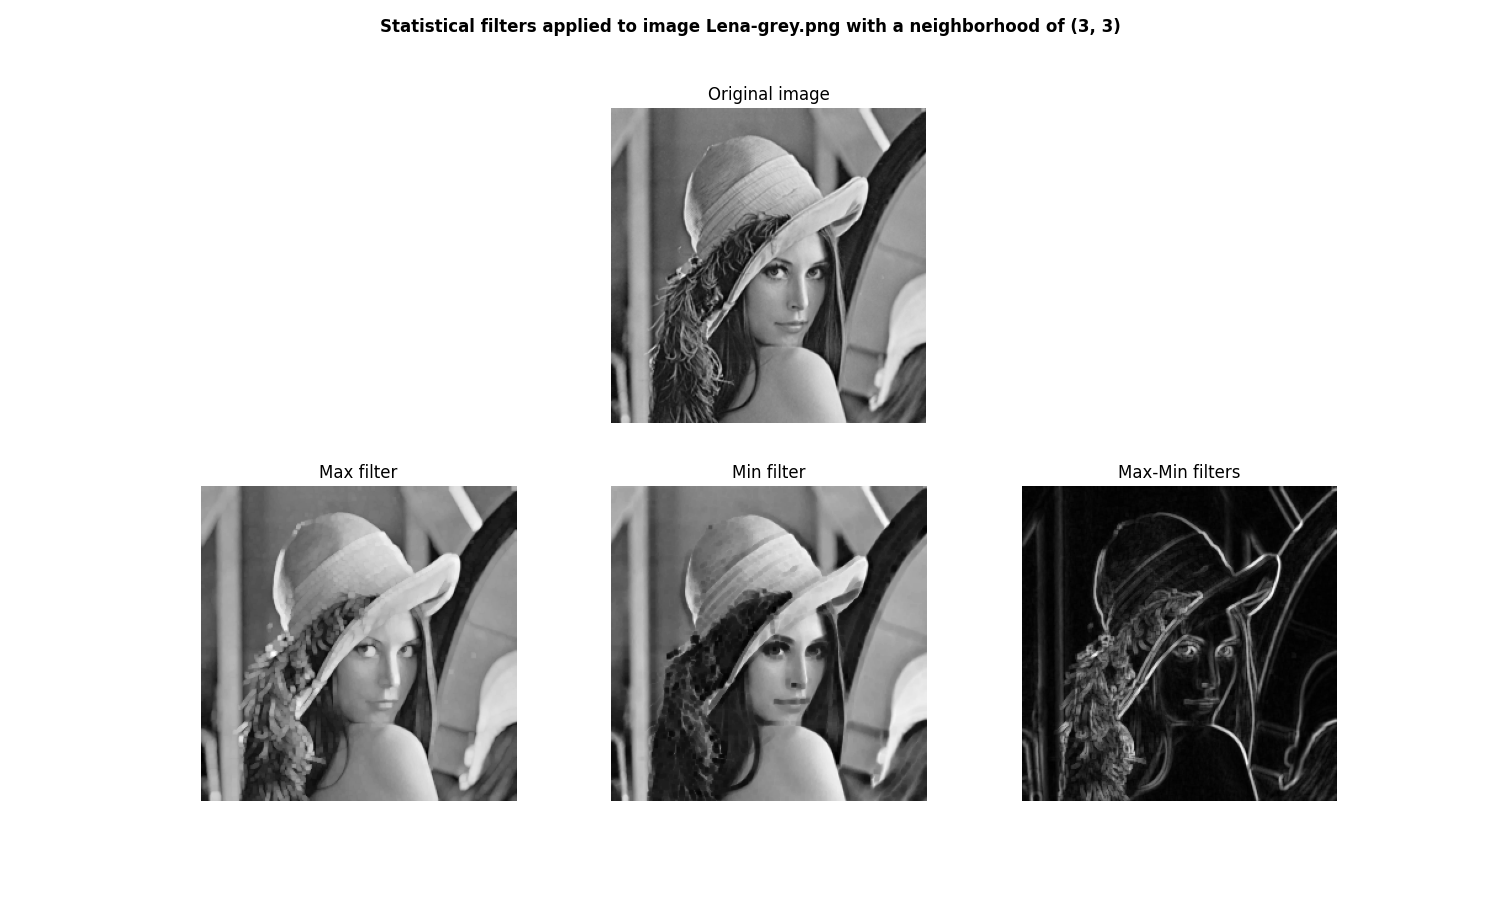 Statistical filters applied to image Lena-grey.png with a neighborhood of (3, 3)
Original image
Max filter
Min filter
Max-Min filters